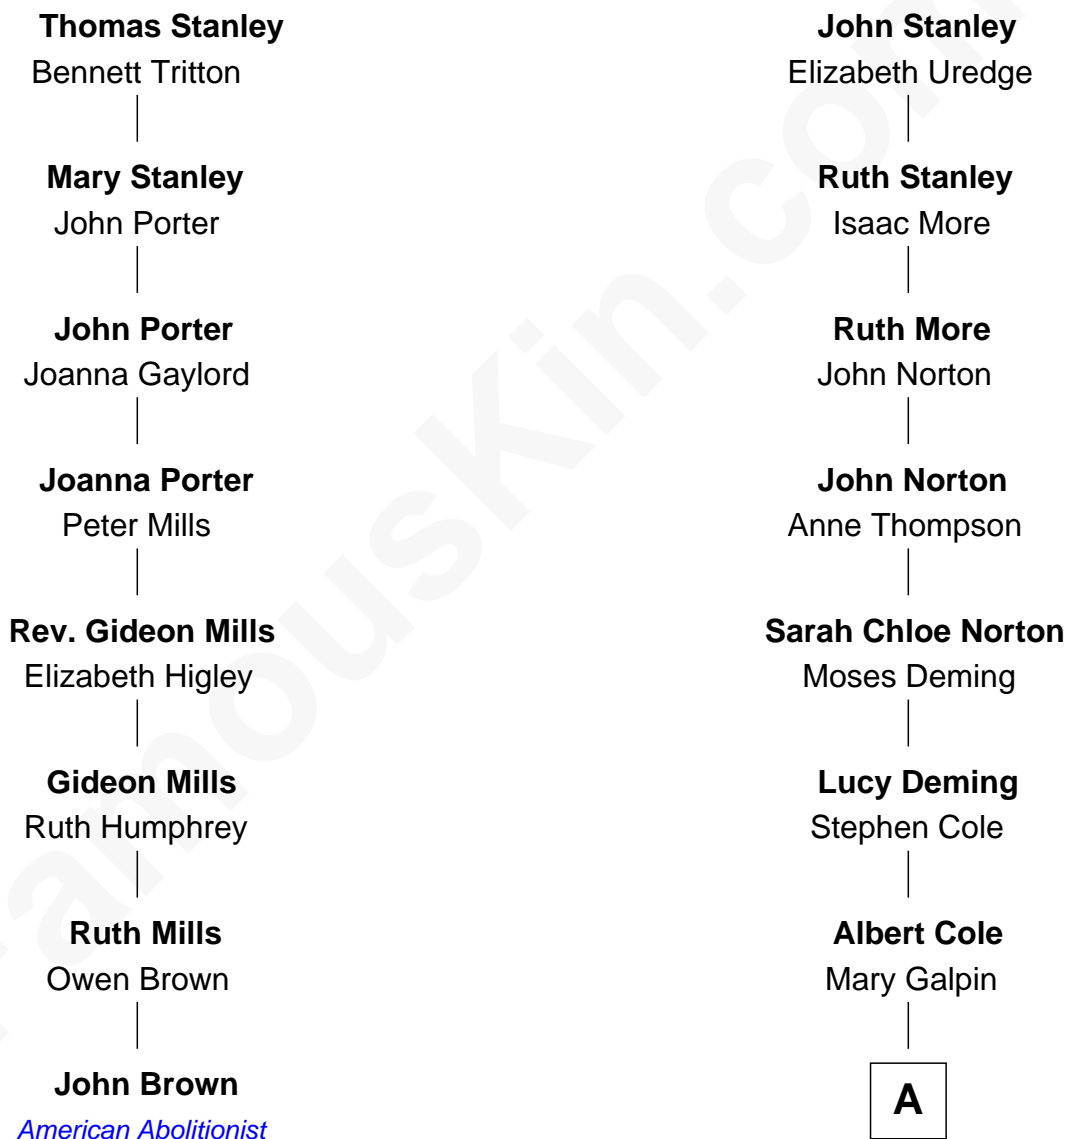 Thomas Stanley
Bennett Tritton
Mary Stanley
John Porter
John Porter
Joanna Gaylord
Joanna Porter
Peter Mills
Rev. Gideon Mills
Elizabeth Higley
Gideon Mills
Ruth Humphrey
Ruth Mills
Owen Brown
John Brown
American Abolitionist
John Stanley
Elizabeth Uredge
Ruth Stanley
Isaac More
Ruth More
John Norton
John Norton
Anne Thompson
Sarah Chloe Norton
Moses Deming
Lucy Deming
Stephen Cole
Albert Cole
Mary Galpin
A
FamousKin.com